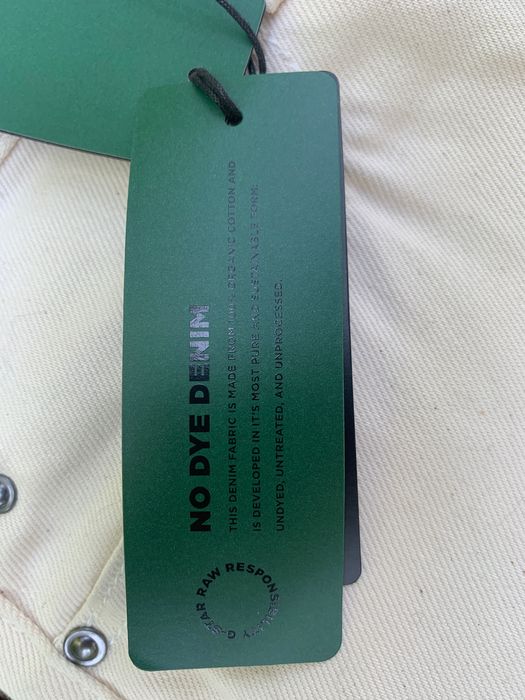 NO DYE DENIM
THIS DENIM FABRIC IS MADE FROM 100% ORGANIC COTTON AND
IS DEVELOPED IN IT'S MOST PURE AND SUSTAINABLE FORM:
UNDYED, UNTREATED, AND UNPROCESSED.
G-STAR RAW RESPONSIBILITY